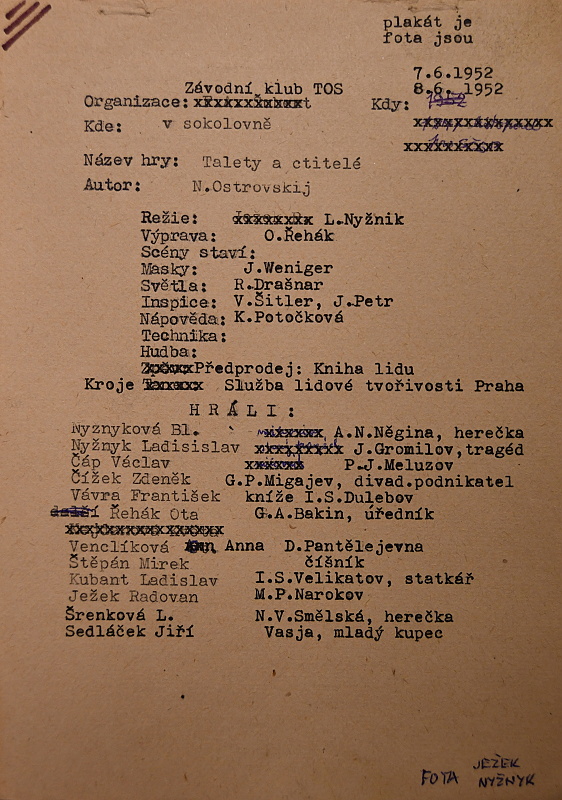 plakát je
fota jsou
7.6.1952
Závodní klub TOS 8.6. 1952
Organizace: Kdy:
Kde: v sokolovně
Název hry: Talety a ctitelé
Autor: N.Ostrovskij
Režie: L.Nyžnik
Výprava: O.Řehák
Scény staví:
Masky: J.Weniger
Světla: R.Drašnar
Inspice: V.Šitler, J.Petr
Nápověda: K.Potočková
Technika:
Hudba:
Předprodej: Kniha lidu
Kroje Služba lidové tvořivosti Praha
HRÁLI:
Nyznyková Bl. A.N.Něgina, herečka
Nyžnyk Ladisislav J.Gromilov,tragéd
Čáp Václav P.J.Meluzov
Čížek Zdeněk G.P.Migajev, divad.podnikatel
Vávra František kníže I.S.Dulebov
Řehák Ota G.A.Bakin, úředník
Venclíková Anna D.Pantělejevna
Štěpán Mirek číšník
Kubant Ladislav I.S.Velikatov, statkář
Ježek Radovan M.P.Narokov
Šrenková L. N.V.Smělská, herečka
Sedláček Jiří Vasja, mladý kupec
FOTA JEŽEK
NYŽNYK